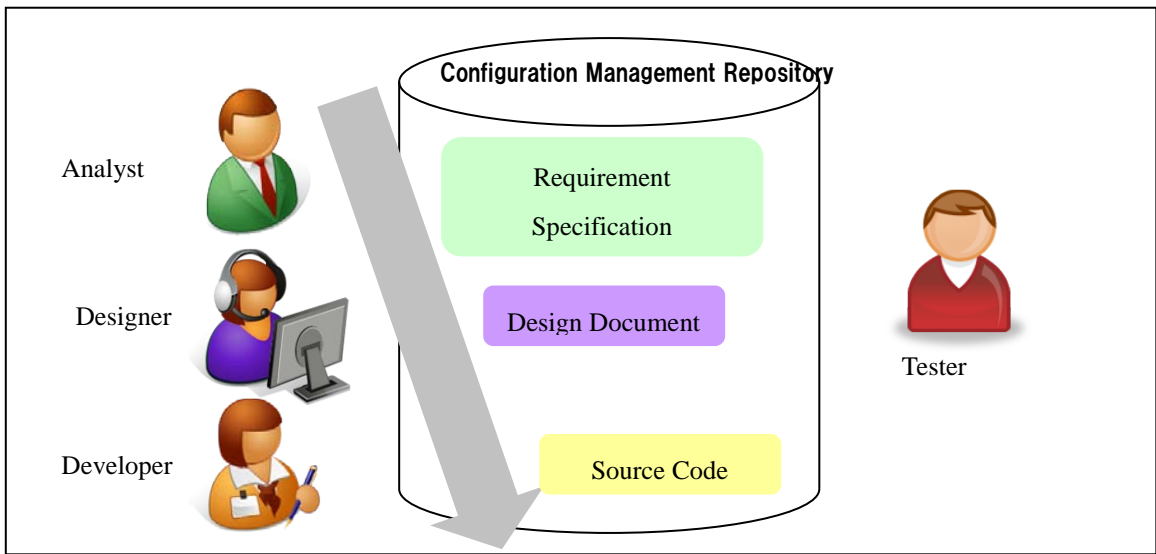 Configuration Management Repository
Analyst
Requirement
Specification
Designer
Design Document
Tester
Developer
Source Code